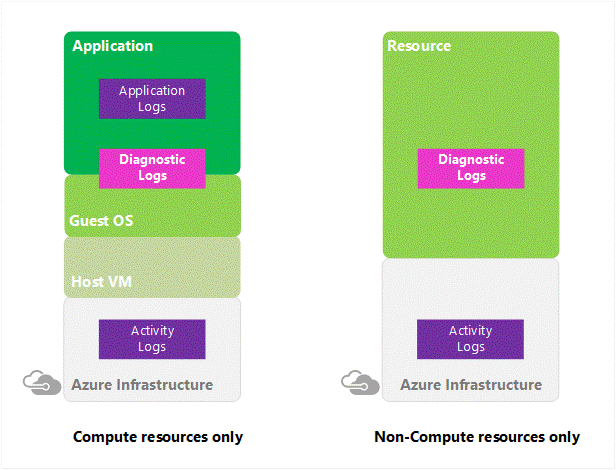 Application
Application
Logs
Diagnostic
Logs
Guest OS
Host VM
Activity
Logs
Azure Infrastructure
Compute resources only
Resource
Diagnostic
Logs
Activity
Logs
Azure Infrastructure
Non-Compute resources only